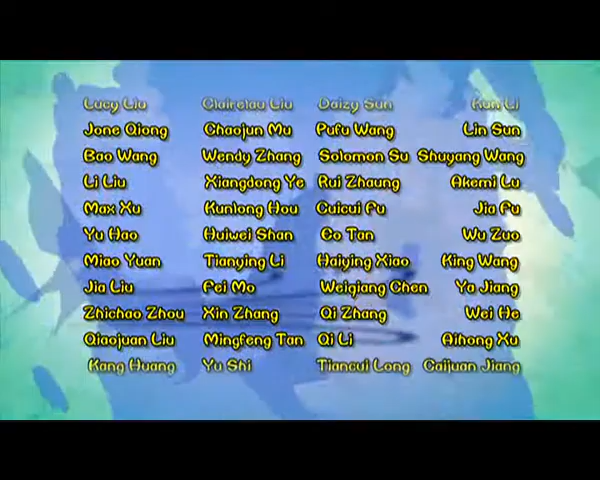 Lucy Liu Clairelau Liu Daizy Sun Kun Li
Jone Qiong Chaojun Mu Pufu Wang Lin Sun
Bao Wang Wendy Zhang Solomon Su Shuyang Wang
Li Liu Xiangdong Ye Rui Zhaung Akemi Lu
Max Xu Kunlong Hou Cuicui Fu Jia Fu
Yu Hao Huiwei Shan Bo Tan Wu Zuo
Miao Yuan Tianying Li Haiying Xiao King Wang
Jia Liu Fei Mo Weiqiang Chen Ya Jiang
Zhichao Zhou Xin Zhang Qi Zhang Wei He
Qiaojuan Liu Mingfeng Tan Qi Li Aihong Xu
Kang Huang Yu Shi Tiancui Long Caijuan Jiang